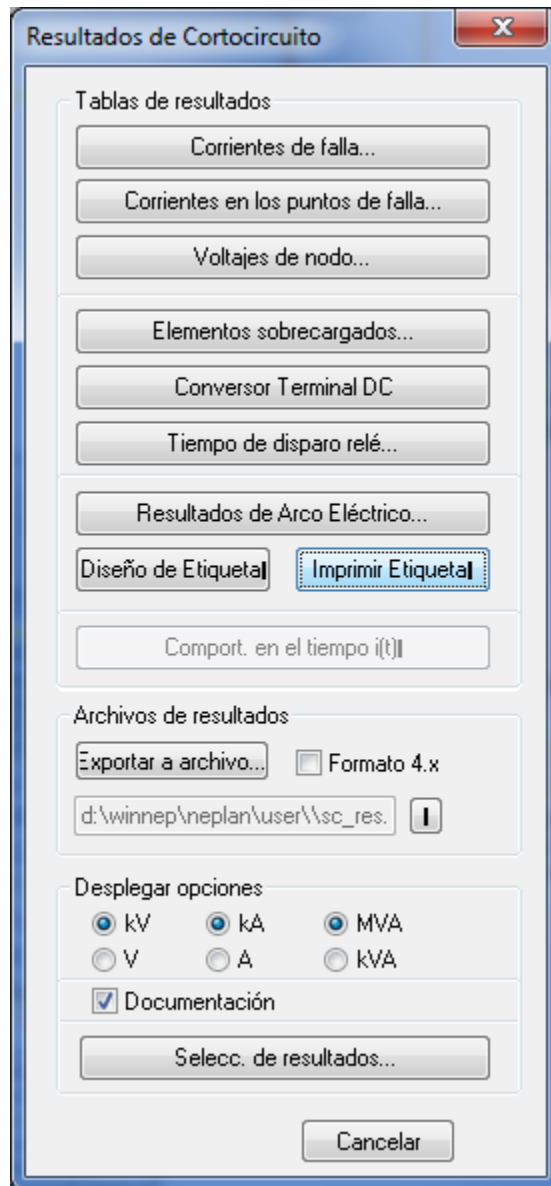 Resultados de Cortocircuito
Tablas de resultados
Corrientes de falla...
Corrientes en los puntos de falla...
Voltajes de nodo...
Elementos sobrecargados...
Conversor Terminal DC
Tiempo de disparo relé...
Resultados de Arco Eléctrico...
Diseño de Etiqueta Imprimir Etiqueta
Comport. en el tiempo i(t)
Archivos de resultados
Exportar a archivo... Formato 4.x
d:\winnep\neplan\user\\sc_res.
Desplegar opciones
kV kA MVA
V A kVA
Documentación
Selecc. de resultados...
Cancelar